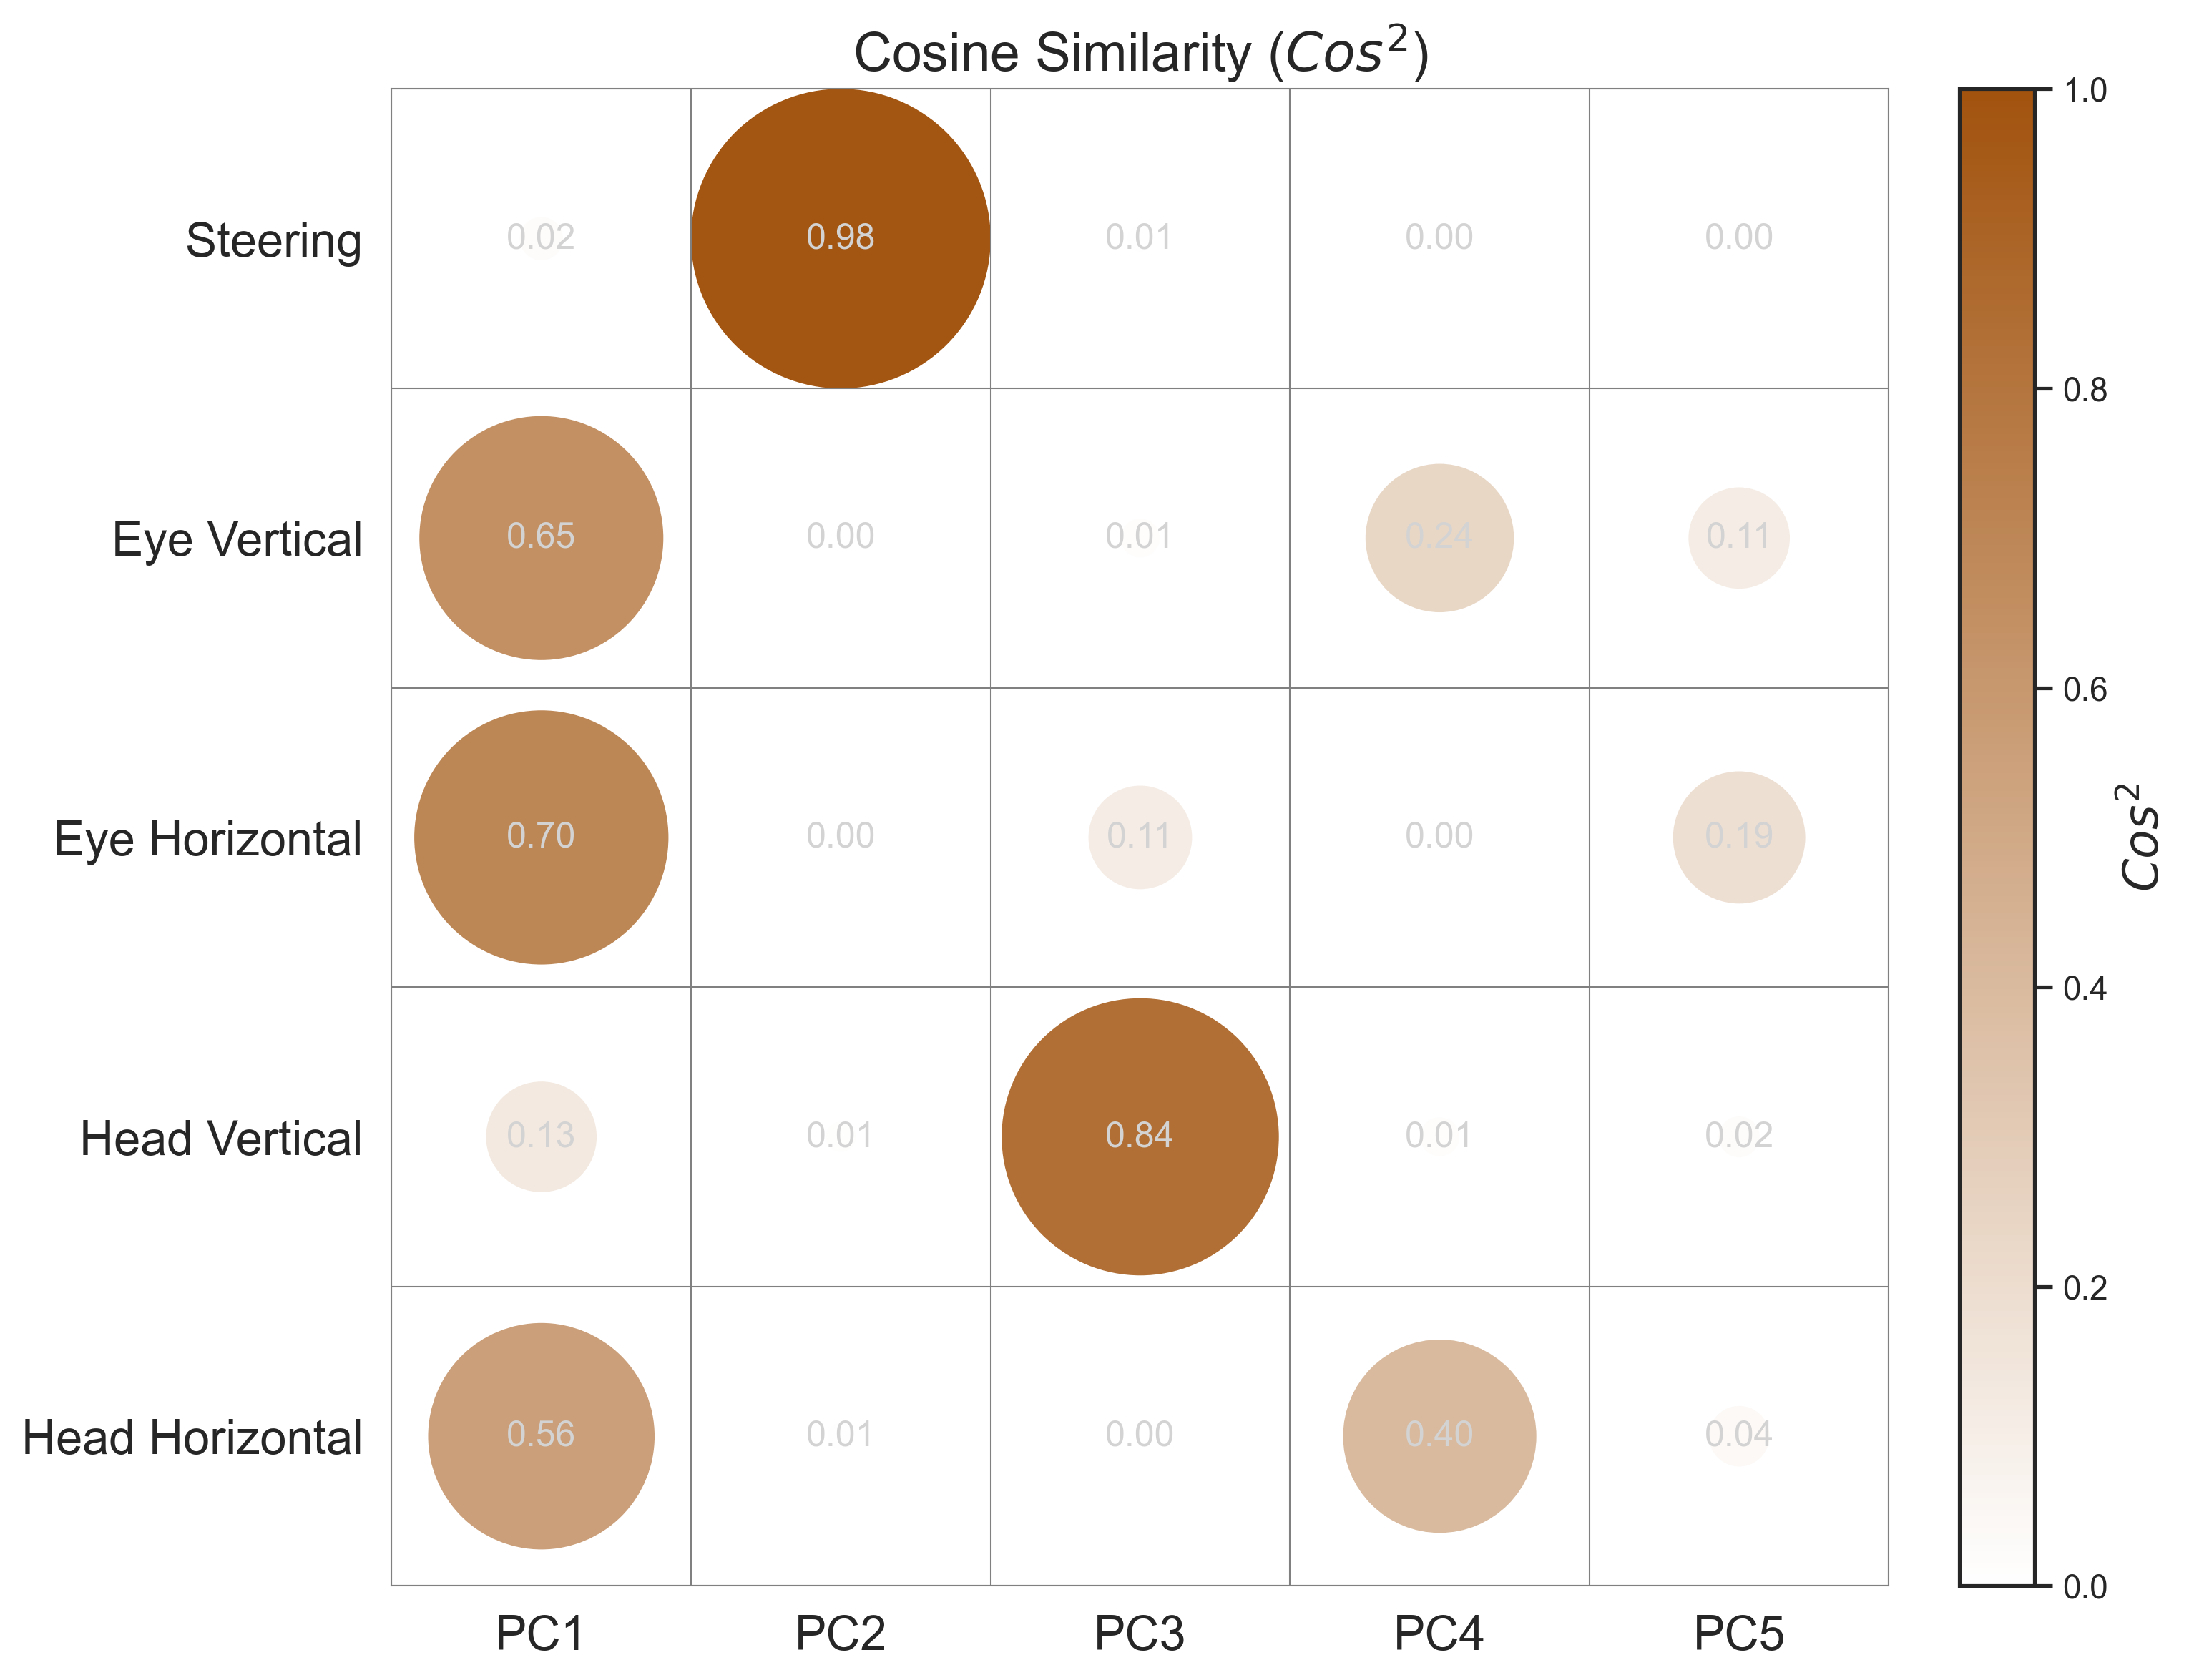 Cosine Similarity (Cos²)
Steering 0.02 0.98 0.01 0.00 0.00
Eye Vertical 0.65 0.00 0.01 0.24 0.11
Eye Horizontal 0.70 0.00 0.11 0.00 0.19
Head Vertical 0.13 0.01 0.84 0.01 0.02
Head Horizontal 0.56 0.01 0.00 0.40 0.04
PC1 PC2 PC3 PC4 PC5
1.0
0.8
0.6
0.4
0.2
0.0
Cos²